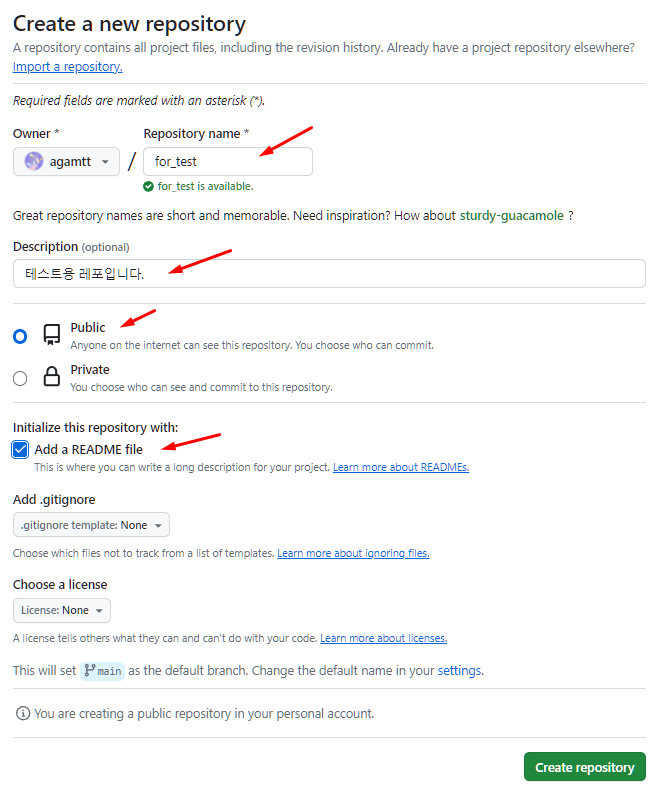 Create a new repository
A repository contains all project files, including the revision history. Already have a project repository elsewhere?
Import a repository.
Required fields are marked with an asterisk (*).
Owner * Repository name *
agamtt / for_test
for_test is available.
Great repository names are short and memorable. Need inspiration? How about sturdy-guacamole ?
Description (optional)
테스트용 레포입니다.
Public
Anyone on the internet can see this repository. You choose who can commit.
Private
You choose who can see and commit to this repository.
Initialize this repository with:
Add a README file
This is where you can write a long description for your project. Learn more about READMEs.
Add .gitignore
.gitignore template: None
Choose which files not to track from a list of templates. Learn more about ignoring files.
Choose a license
License: None
A license tells others what they can and can't do with your code. Learn more about licenses.
This will set main as the default branch. Change the default name in your settings.
You are creating a public repository in your personal account.
Create repository